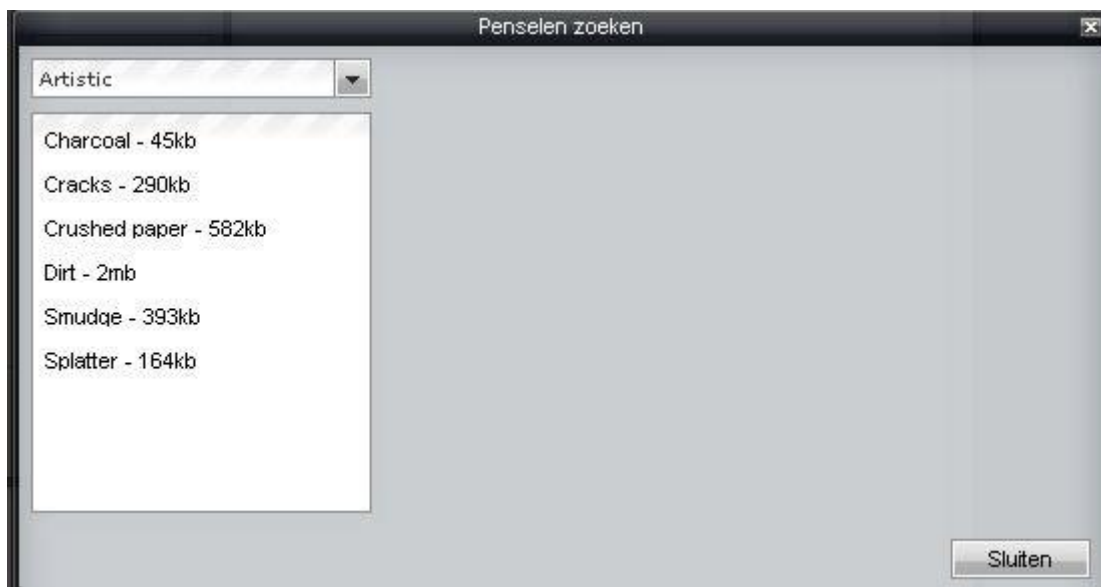 Penselen zoeken
Artistic
Charcoal - 45kb
Cracks - 290kb
Crushed paper - 582kb
Dirt - 2mb
Smudge - 393kb
Splatter - 164kb
Sluiten